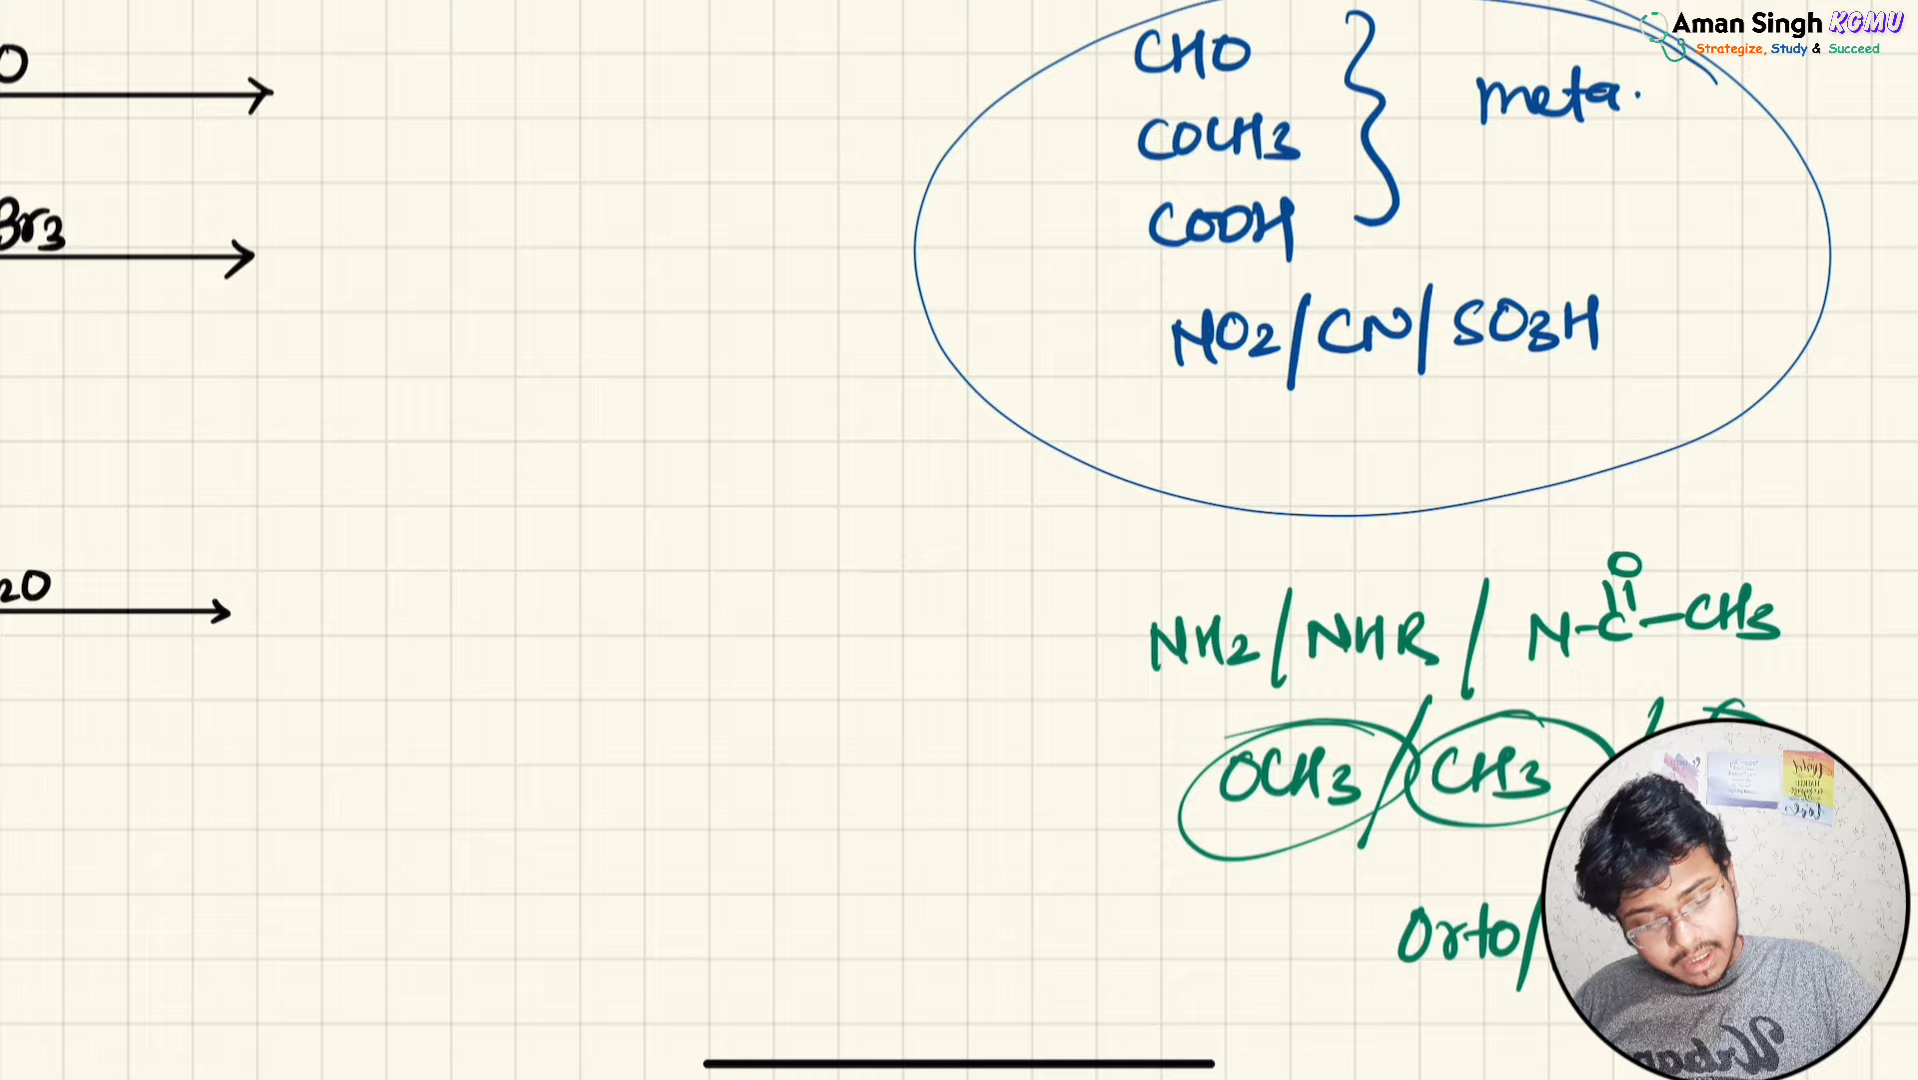 Aman Singh KGMU
Strategize, Study & Succeed
O
Br3
2O
CHO
COCH3
COOH
meta.
NO2/CN/SO3H
O
NH2/NHR/N-C-CH3
OCH3/CH3/
Orto/